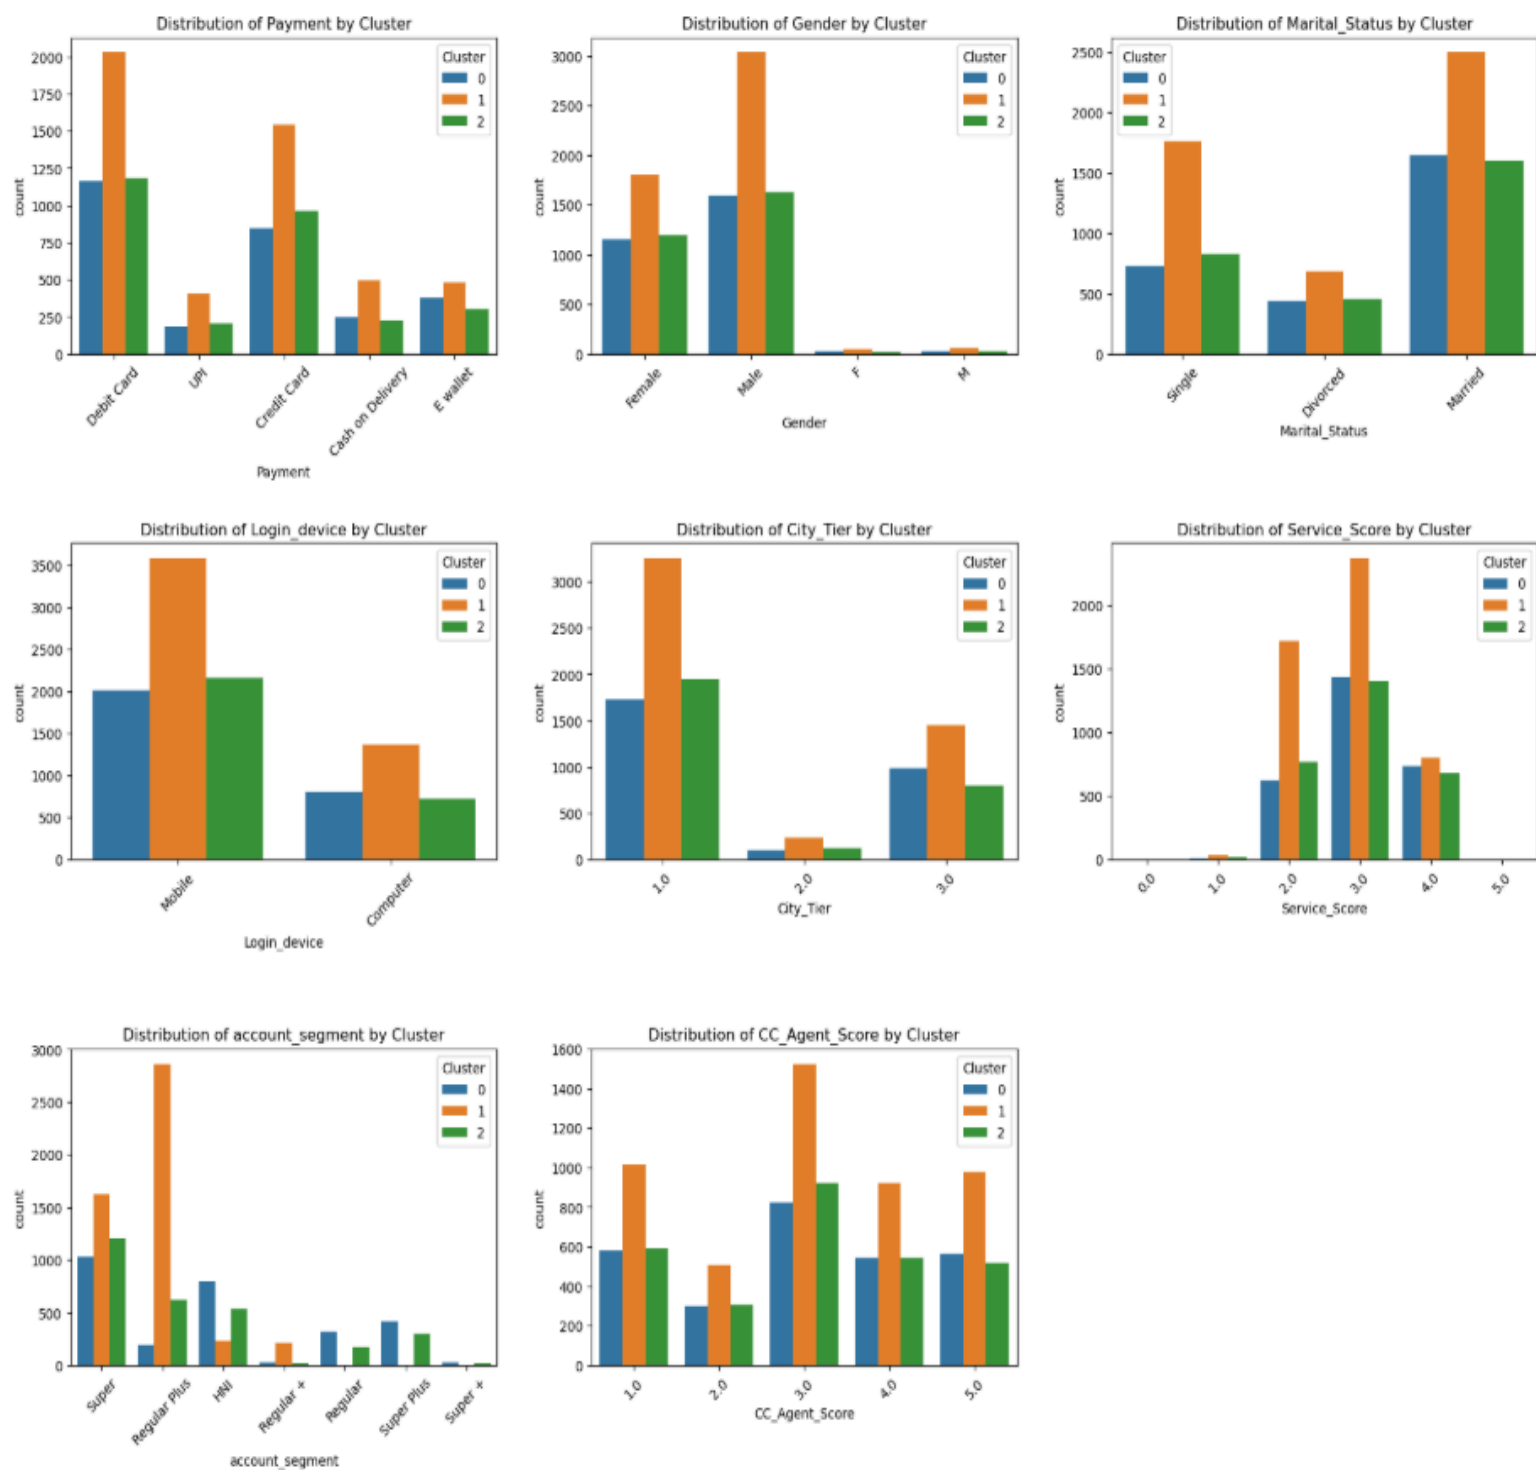 Distribution of Payment by Cluster
2000
1750
1500
1250
1000
750
500
250
0
count
Cluster
0
1
2
Debit Card
UPI
Credit Card
Cash on Delivery
E wallet
Payment
Distribution of Gender by Cluster
3000
2500
2000
1500
1000
500
0
count
Cluster
0
1
2
Female
Male
F
M
Gender
Distribution of Marital_Status by Cluster
2500
2000
1500
1000
500
0
count
Cluster
0
1
2
Single
Divorced
Married
Marital_Status
Distribution of Login_device by Cluster
3500
3000
2500
2000
1500
1000
500
0
count
Cluster
0
1
2
Mobile
Computer
Login_device
Distribution of City_Tier by Cluster
3000
2500
2000
1500
1000
500
0
count
Cluster
0
1
2
1.0
2.0
3.0
City_Tier
Distribution of Service_Score by Cluster
2000
1500
1000
500
0
count
Cluster
0
1
2
0.0
1.0
2.0
3.0
4.0
5.0
Service_Score
Distribution of account_segment by Cluster
3000
2500
2000
1500
1000
500
0
count
Cluster
0
1
2
Super
Regular Plus
HNI
Regular +
Regular
Super Plus
Super +
account_segment
Distribution of CC_Agent_Score by Cluster
1600
1400
1200
1000
800
600
400
200
0
count
Cluster
0
1
2
1.0
2.0
3.0
4.0
5.0
CC_Agent_Score